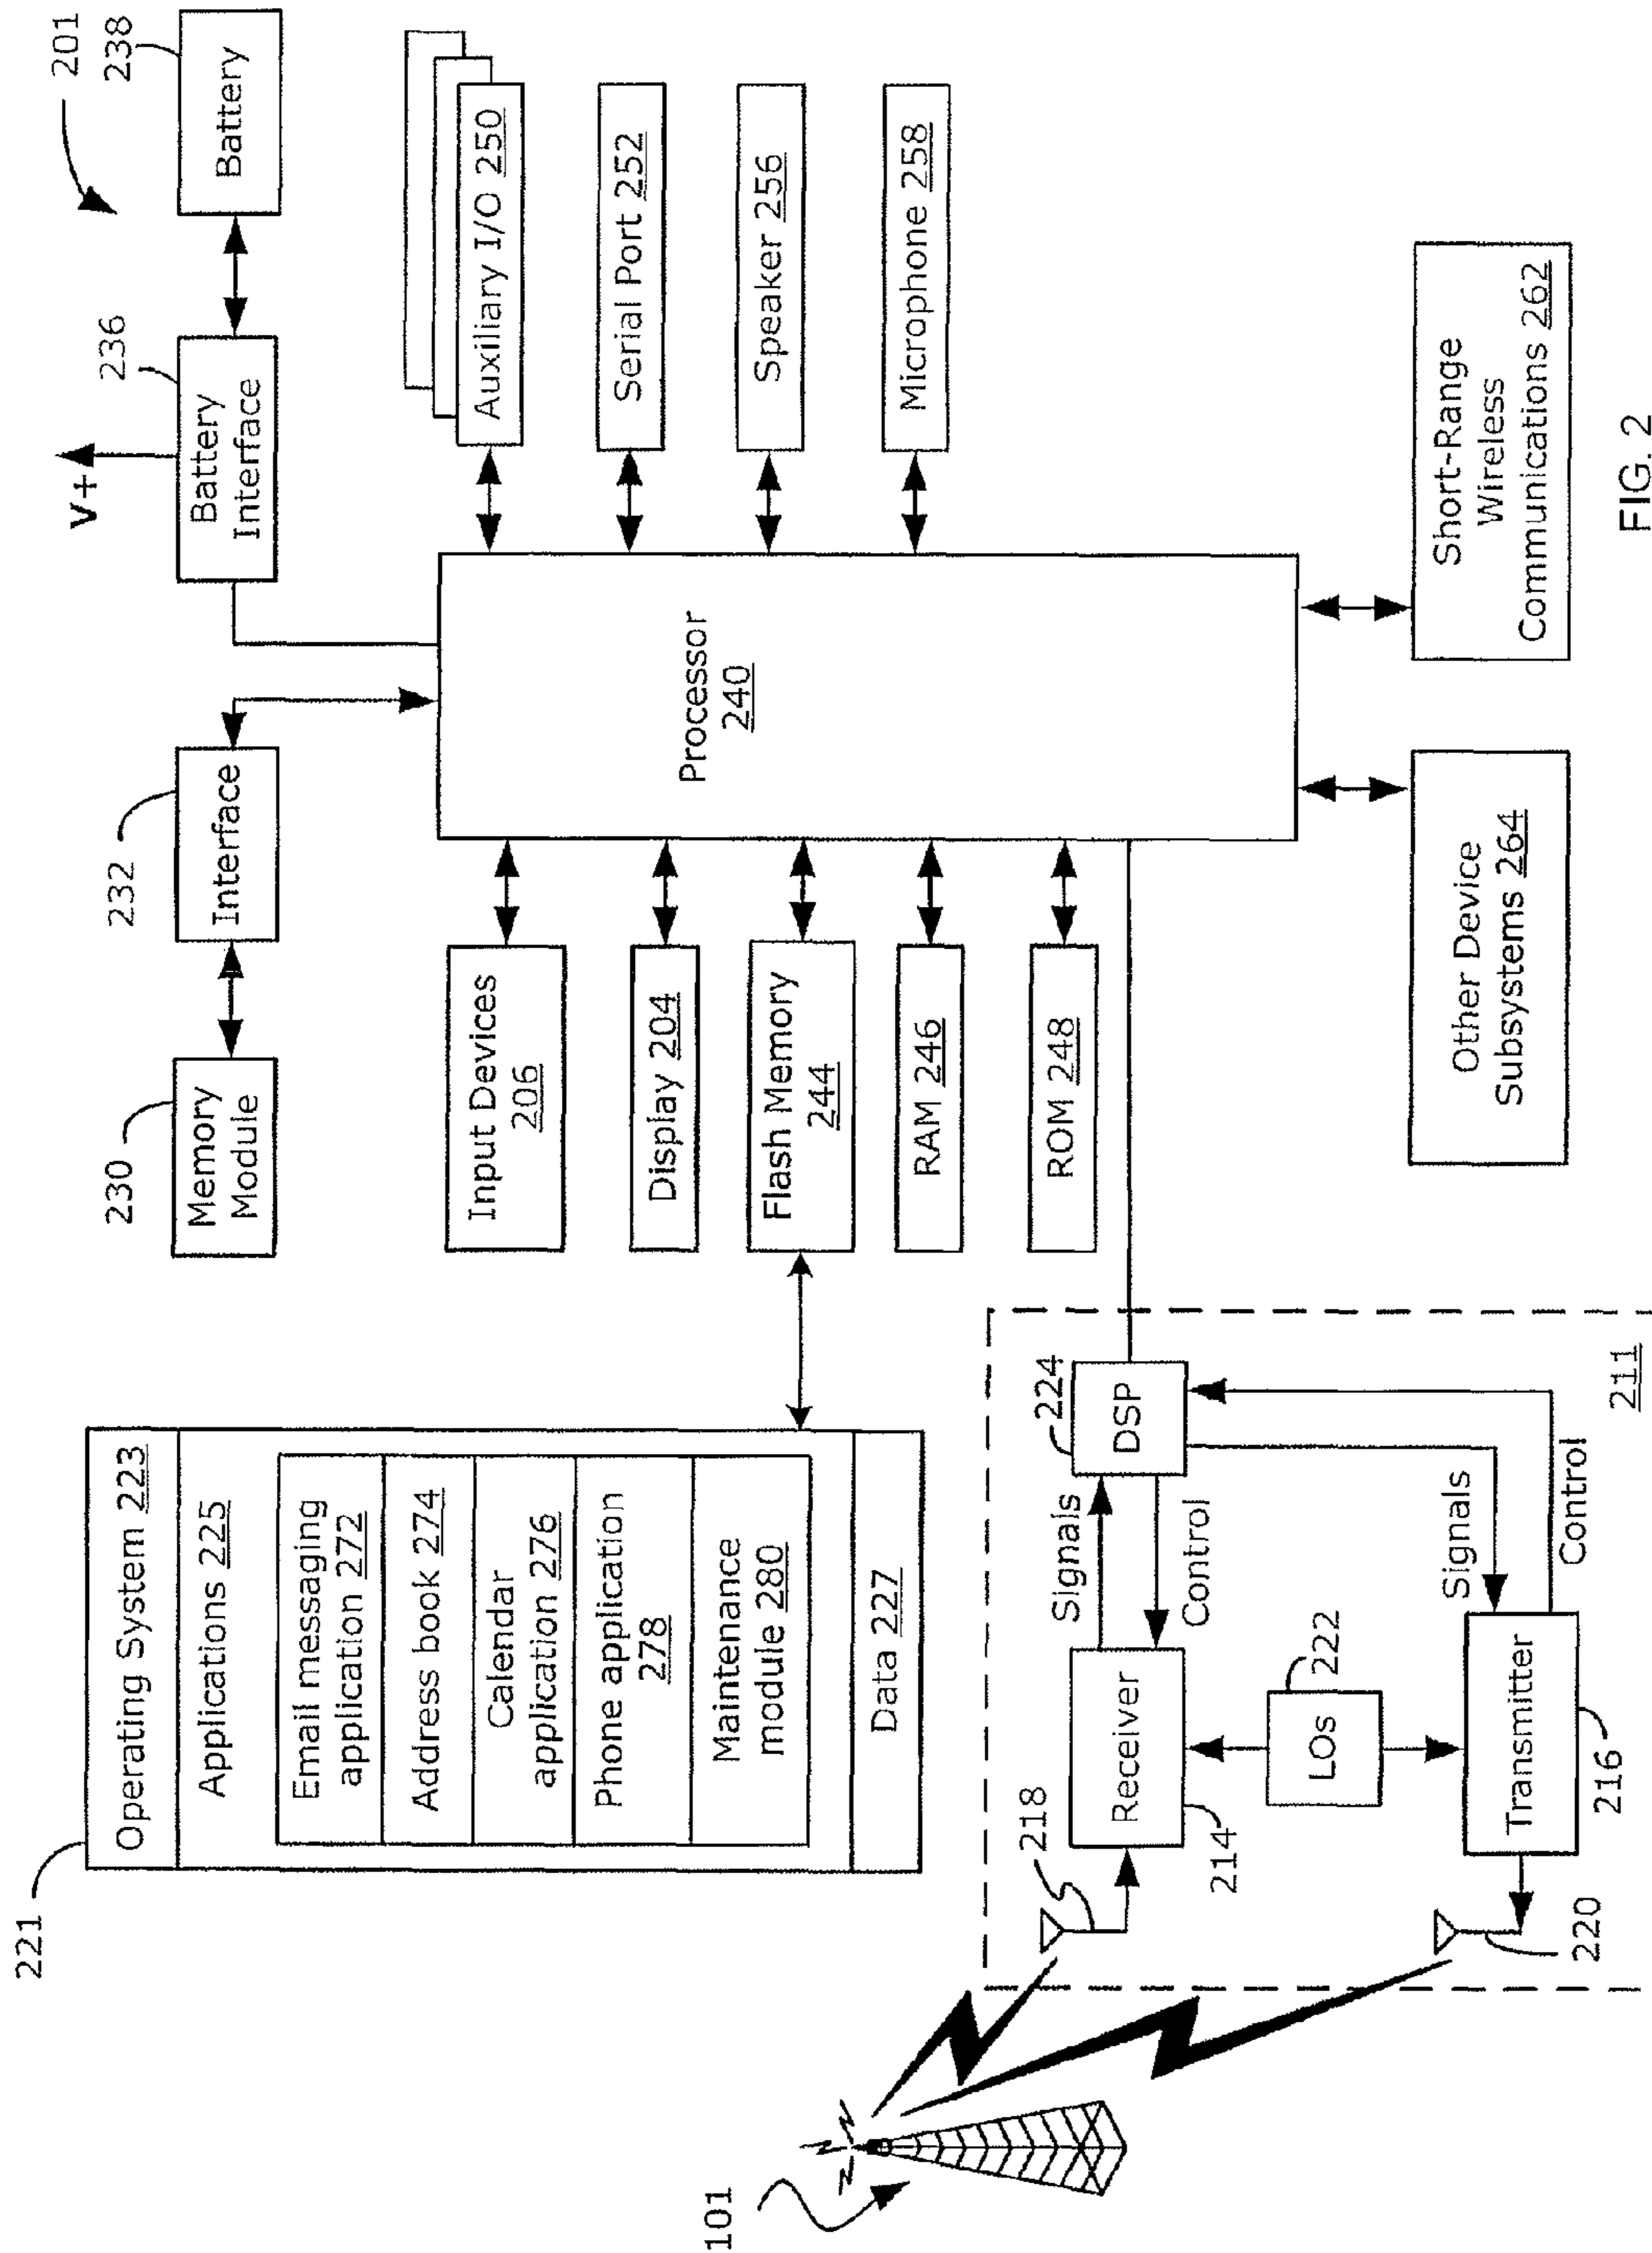 201
V+
230
232
236
238
Memory
Module
Interface
Battery
Interface
Battery
221
Operating System 223
Applications 225
Email messaging
application 272
Address book 274
Calendar
application 276
Phone application
278
Maintenance
module 280
Data 227
Input Devices
206
Display 204
Flash Memory
244
RAM 246
ROM 248
Processor
240
Auxiliary I/O 250
Serial Port 252
Speaker 256
Microphone 258
101
218
Receiver
214
Signals
Control
224
DSP
LOs
222
Signals
Control
Transmitter
216
220
211
Other Device
Subsystems 264
Short-Range
Wireless
Communications 262
FIG. 2